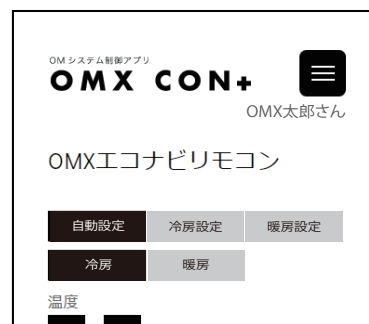 OMシステム制御アプリ
OMX CON+
OMX太郎さん
OMXエコナビリモコン
自動設定 冷房設定 暖房設定
冷房 暖房
温度